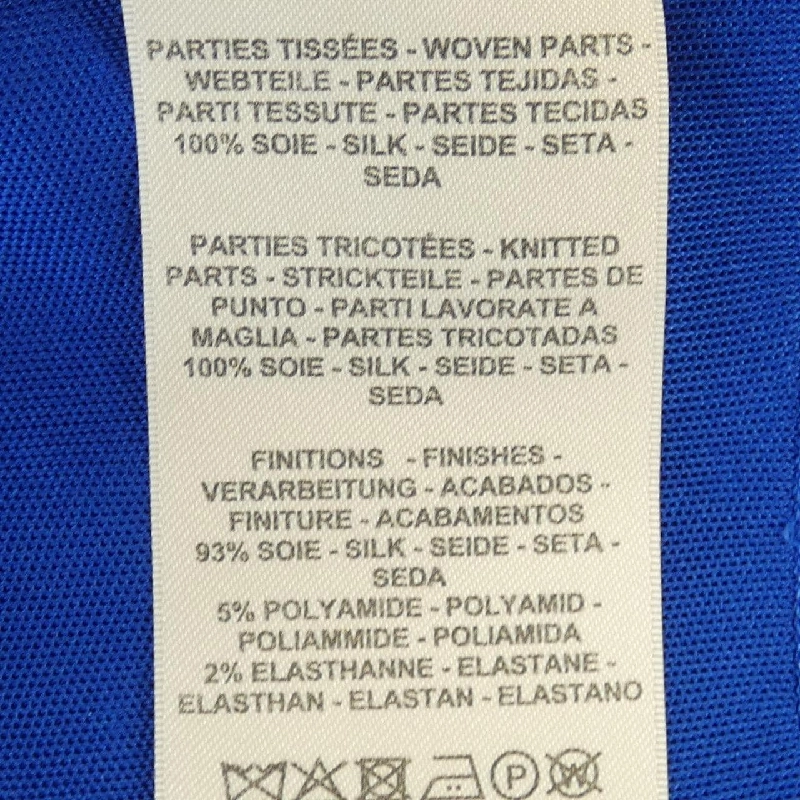 PARTIES TISSÉES - WOVEN PARTS -
WEBTEILE - PARTES TEJIDAS -
PARTI TESSUTE - PARTES TECIDAS
100% SOIE - SILK - SEIDE - SETA -
SEDA
PARTIES TRICOTÉES - KNITTED
PARTS - STRICKTEILE - PARTES DE
PUNTO - PARTI LAVORATE A
MAGLIA - PARTES TRICOTADAS
100% SOIE - SILK - SEIDE - SETA -
SEDA
FINITIONS - FINISHES -
VERARBEITUNG - ACABADOS -
FINITURE - ACABAMENTOS
93% SOIE - SILK - SEIDE - SETA -
SEDA
5% POLYAMIDE - POLYAMID -
POLIAMMIDE - POLIAMIDA
2% ELASTHANNE - ELASTANE -
ELASTHAN - ELASTAN - ELASTANO
P W